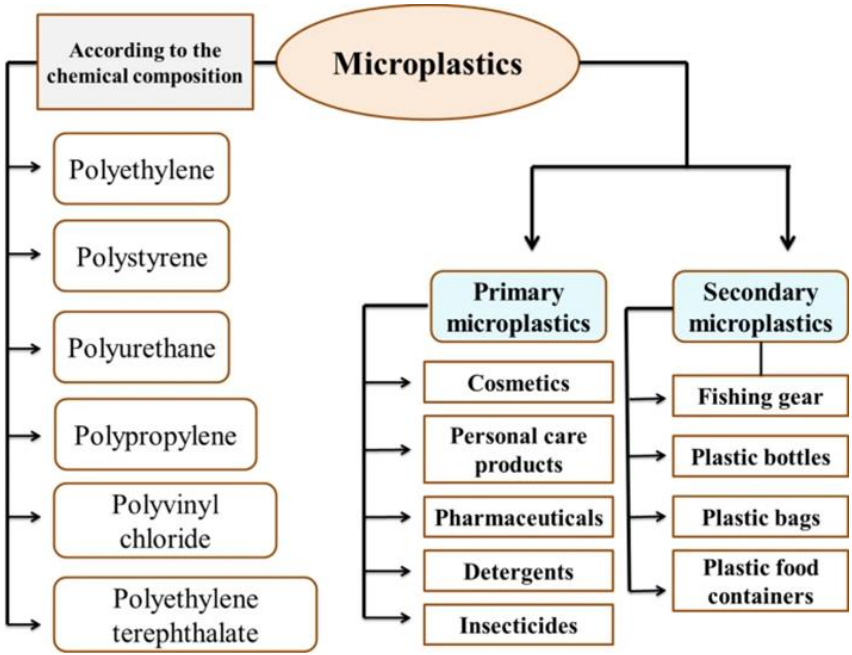 According to the
chemical composition
Microplastics
Polyethylene
Polystyrene
Polyurethane
Polypropylene
Polyvinyl
chloride
Polyethylene
terephthalate
Primary
microplastics
Cosmetics
Personal care
products
Pharmaceuticals
Detergents
Insecticides
Secondary
microplastics
Fishing gear
Plastic bottles
Plastic bags
Plastic food
containers